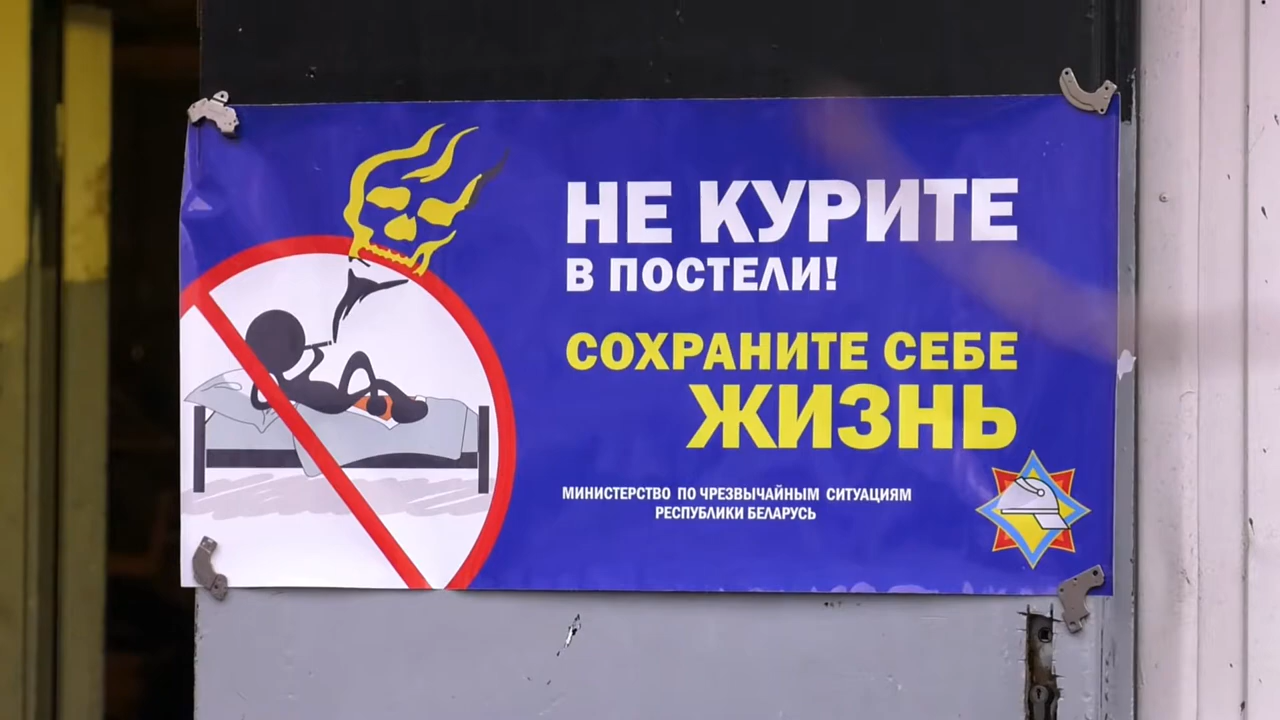 НЕ КУРИТЕ
В ПОСТЕЛИ!
СОХРАНИТЕ СЕБЕ
ЖИЗНЬ
МИНИСТЕРСТВО ПО ЧРЕЗВЫЧАЙНЫМ СИТУАЦИЯМ
РЕСПУБЛИКИ БЕЛАРУСЬ